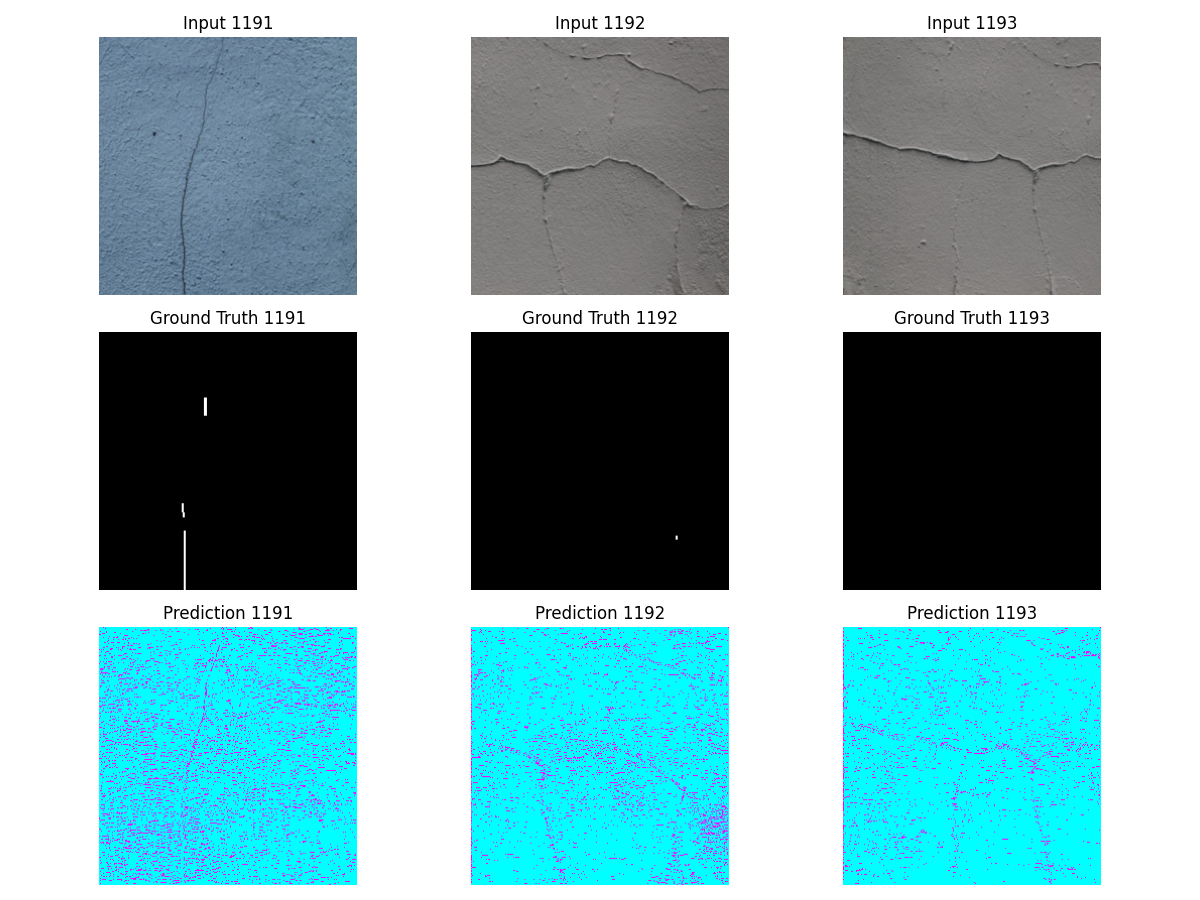 Input 1191
Input 1192
Input 1193
Ground Truth 1191
Ground Truth 1192
Ground Truth 1193
Prediction 1191
Prediction 1192
Prediction 1193